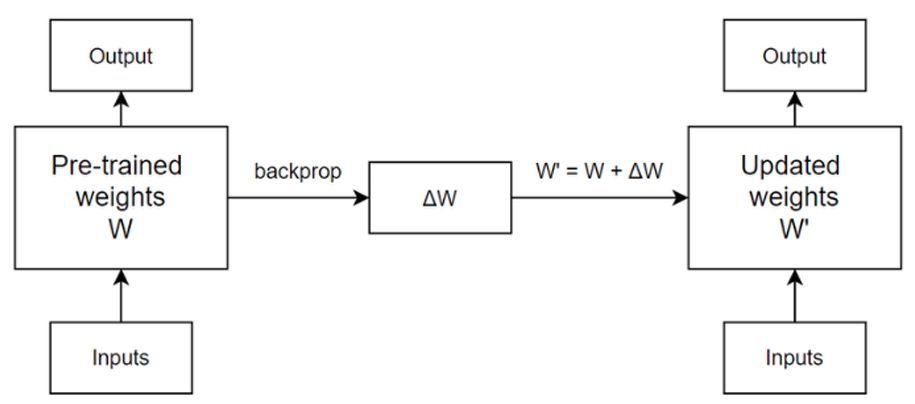 Output
Pre-trained
weights
W
Inputs
backprop
ΔW
W' = W + ΔW
Output
Updated
weights
W'
Inputs